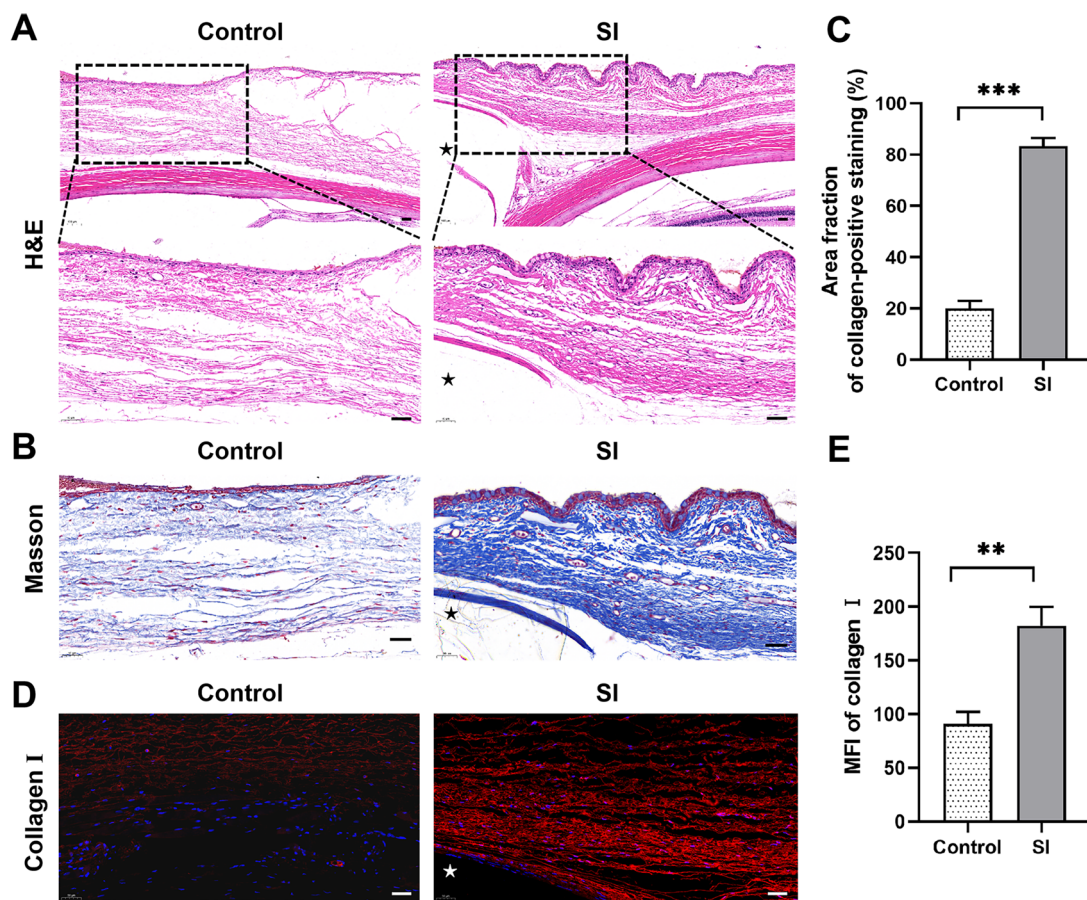 A
Control
SI
H&E
B
Control
SI
Masson
D
Control
SI
Collagen I
C
Area fraction
of collagen-positive staining (%)
100
80
60
40
20
0
***
Control
SI
E
MFI of collagen I
250
200
150
100
50
0
**
Control
SI